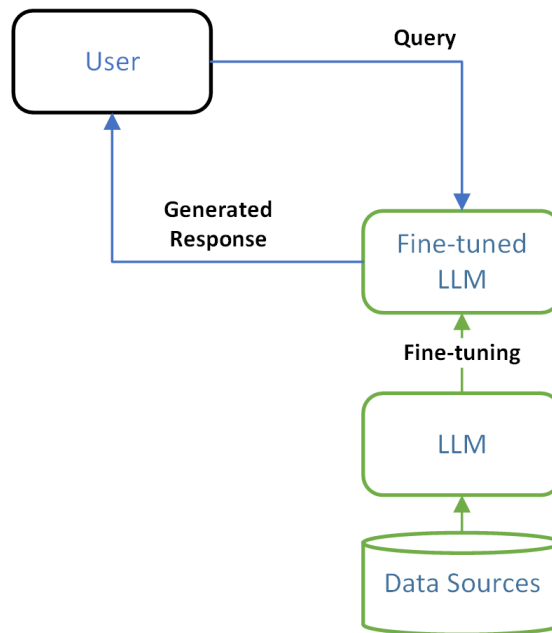 Query
User
Generated
Response
Fine-tuned
LLM
Fine-tuning
LLM
Data Sources